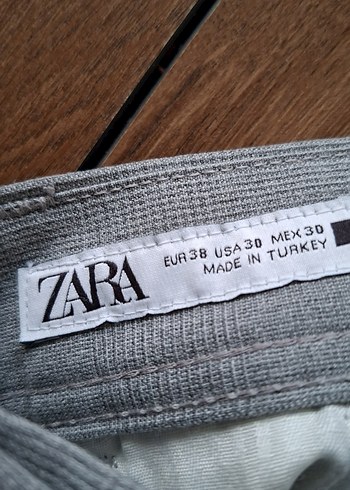 ZARA
EUR 38 USA 30 MEX 30
MADE IN TURKEY